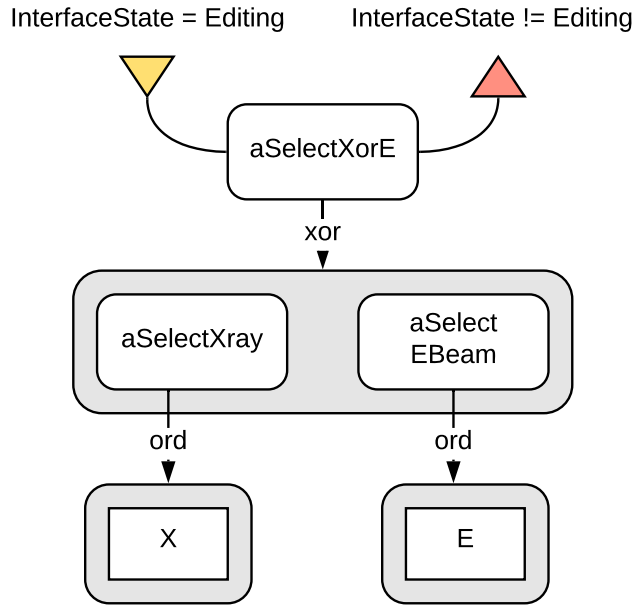 InterfaceState = Editing
InterfaceState != Editing
aSelectXorE
xor
aSelectXray
aSelect
EBeam
ord
ord
X
E